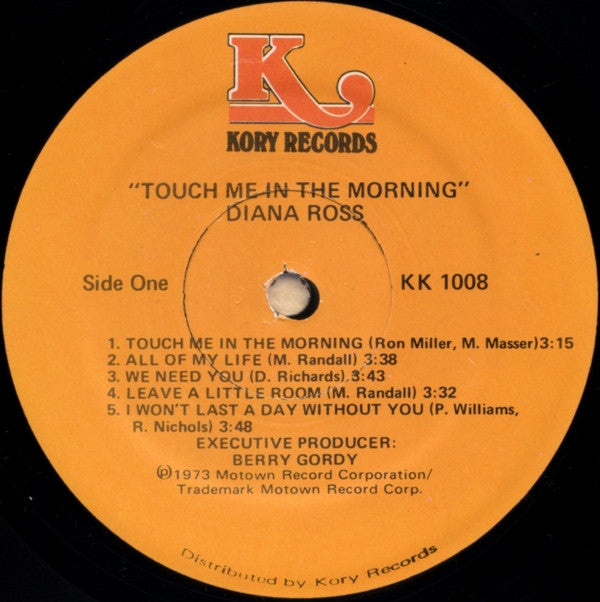 K
KORY RECORDS
"TOUCH ME IN THE MORNING"
DIANA ROSS
Side One
KK 1008
1. TOUCH ME IN THE MORNING (Ron Miller, M. Masser)3:15
2. ALL OF MY LIFE (M. Randall) 3:38
3. WE NEED YOU (D. Richards) 3:43
4. LEAVE A LITTLE ROOM (M. Randall) 3:32
5. I WON'T LAST A DAY WITHOUT YOU (P. Williams,
R. Nichols) 3:48
EXECUTIVE PRODUCER:
BERRY GORDY
℗1973 Motown Record Corporation/
Trademark Motown Record Corp.
Distributed by Kory Records